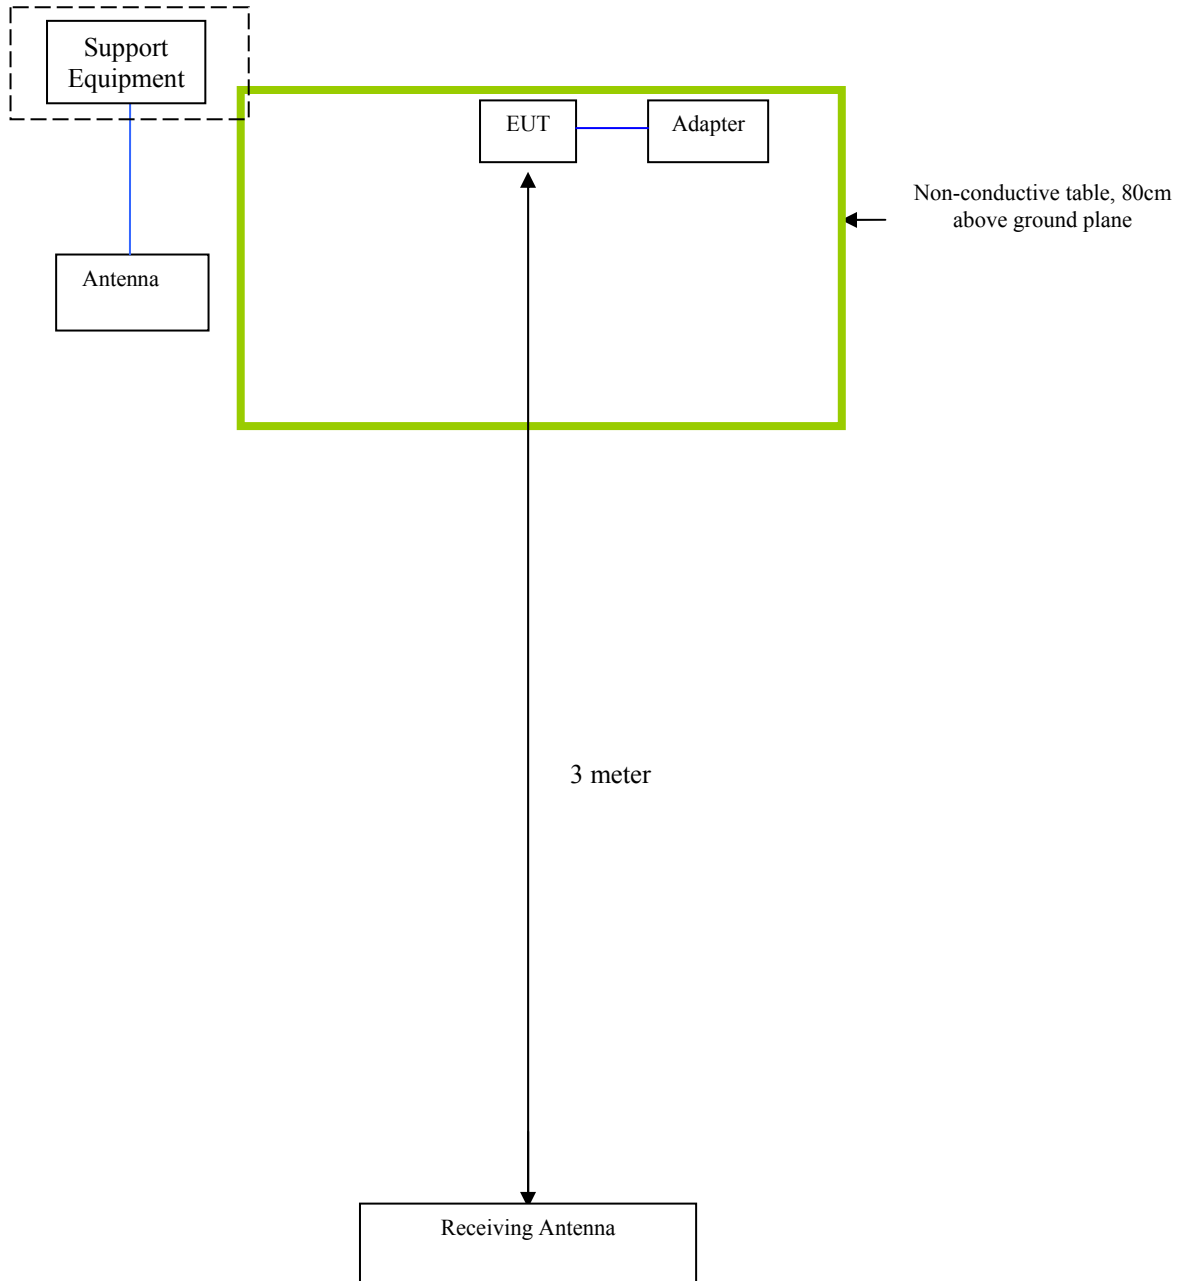 Support
Equipment
EUT
Adapter
Non-conductive table, 80cm
above ground plane
Antenna
3 meter
Receiving Antenna